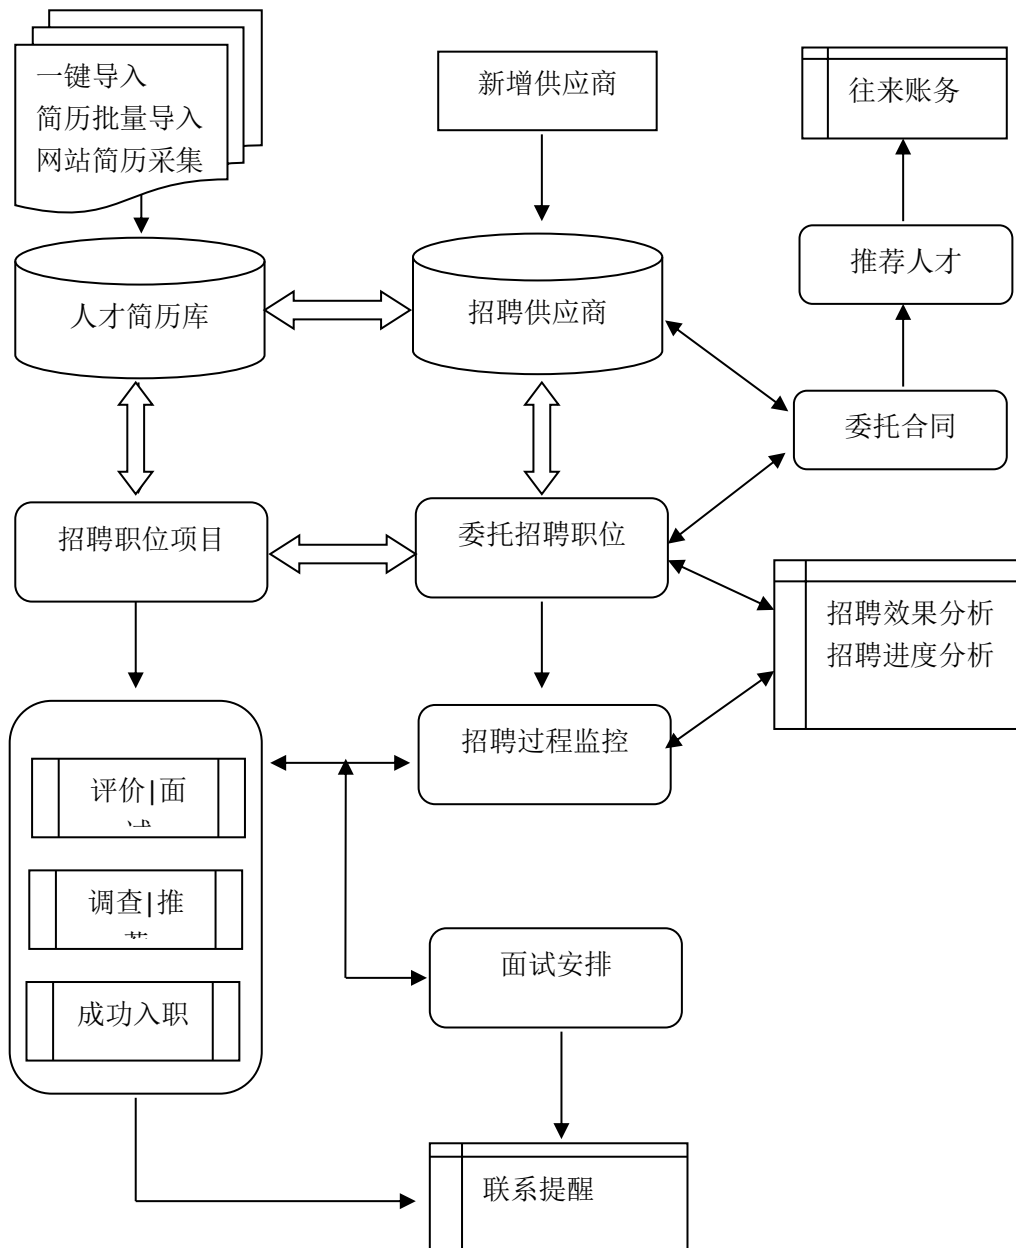 一键导入
简历批量导入
网站简历采集
新增供应商
往来账务
人才简历库
招聘供应商
推荐人才
委托合同
招聘职位项目
委托招聘职位
招聘效果分析
招聘进度分析
招聘过程监控
评价|面
调查|推
成功入职
面试安排
联系提醒